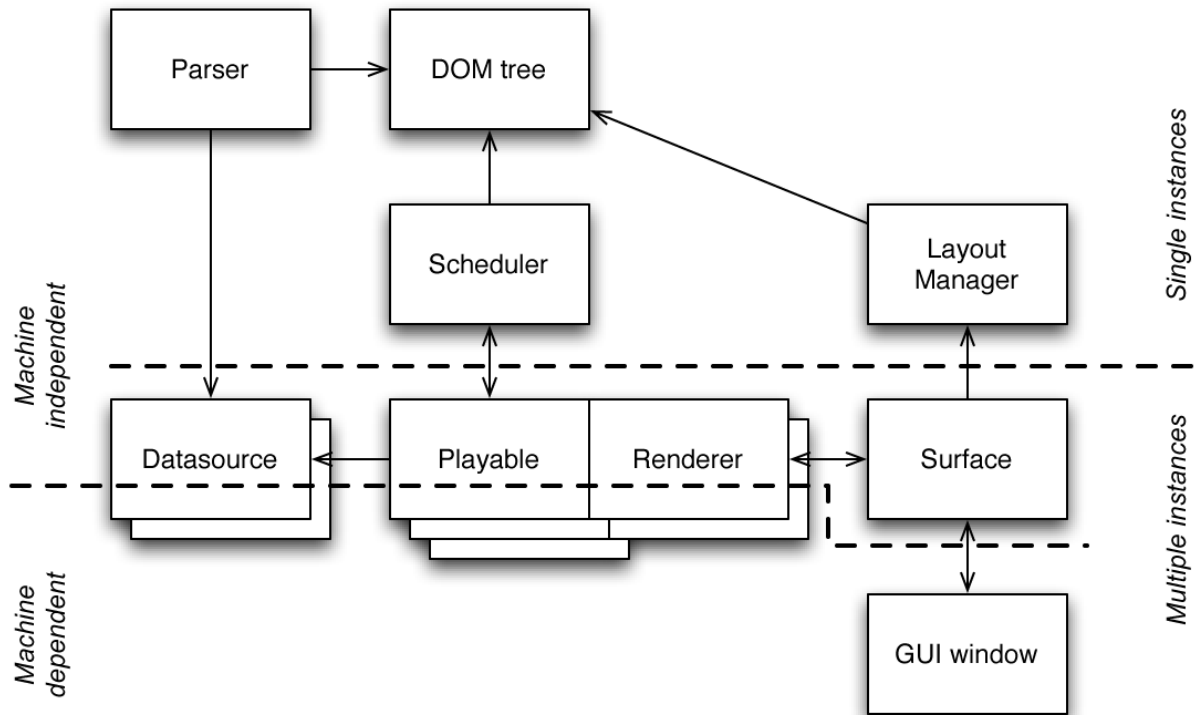 Parser
DOM tree
Single instances
Scheduler
Layout
Manager
Machine
independent
Datasource
Playable
Renderer
Surface
Multiple instances
Machine
dependent
GUI window